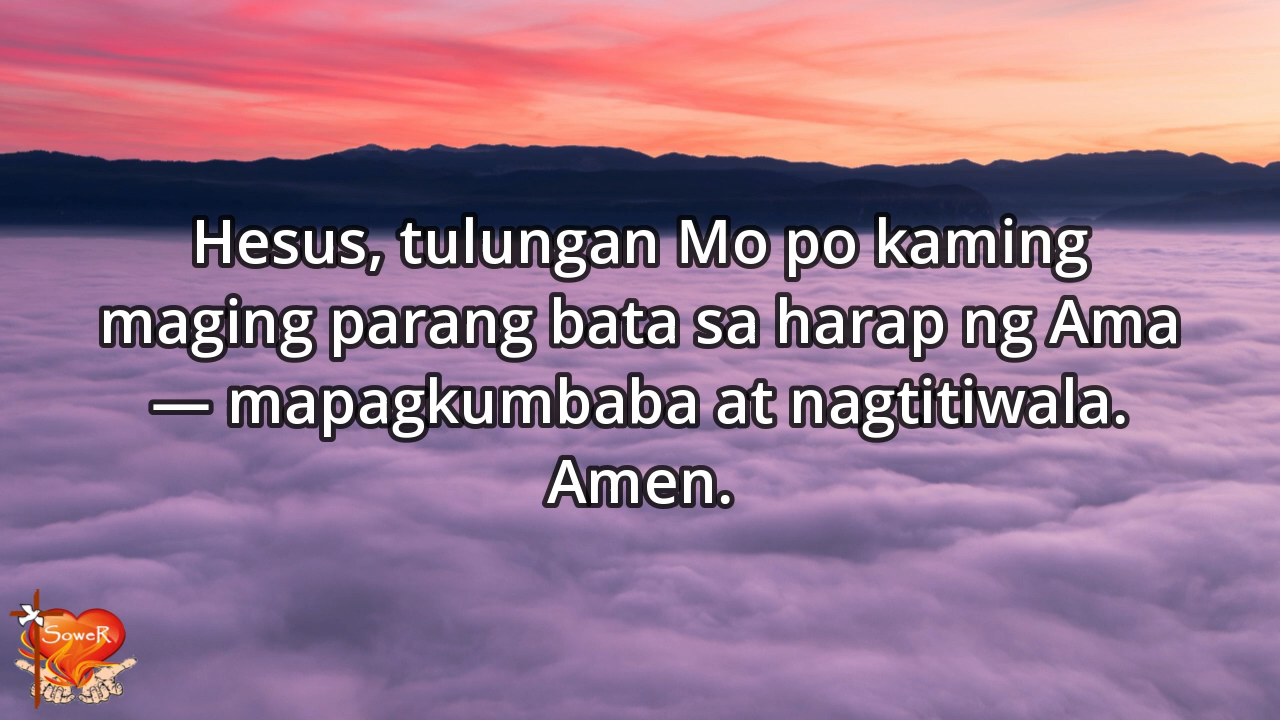 Hesus, tulungan Mo po kaming
maging parang bata sa harap ng Ama
— mapagkumbaba at nagtitiwala.
Amen.
SoweR